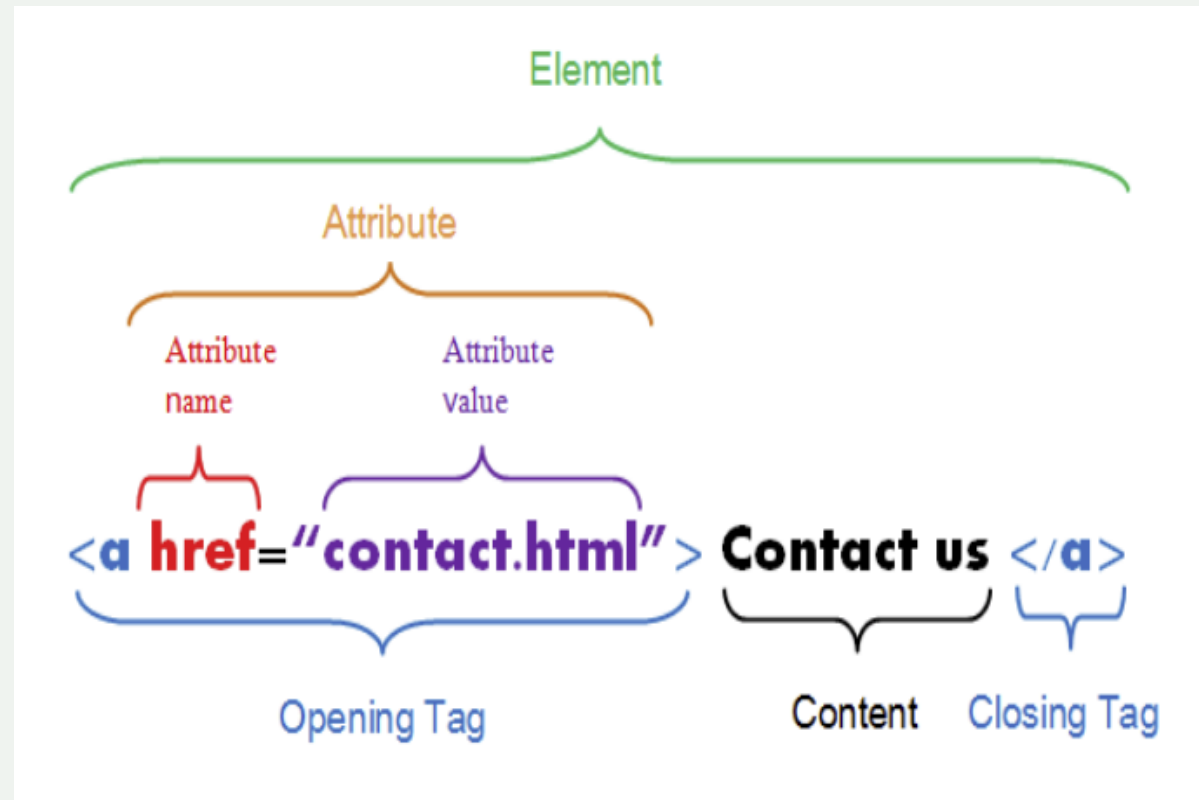 Element
Attribute
Attribute Attribute
name value
<a href=“contact.html”> Contact us </a>
Opening Tag Content Closing Tag